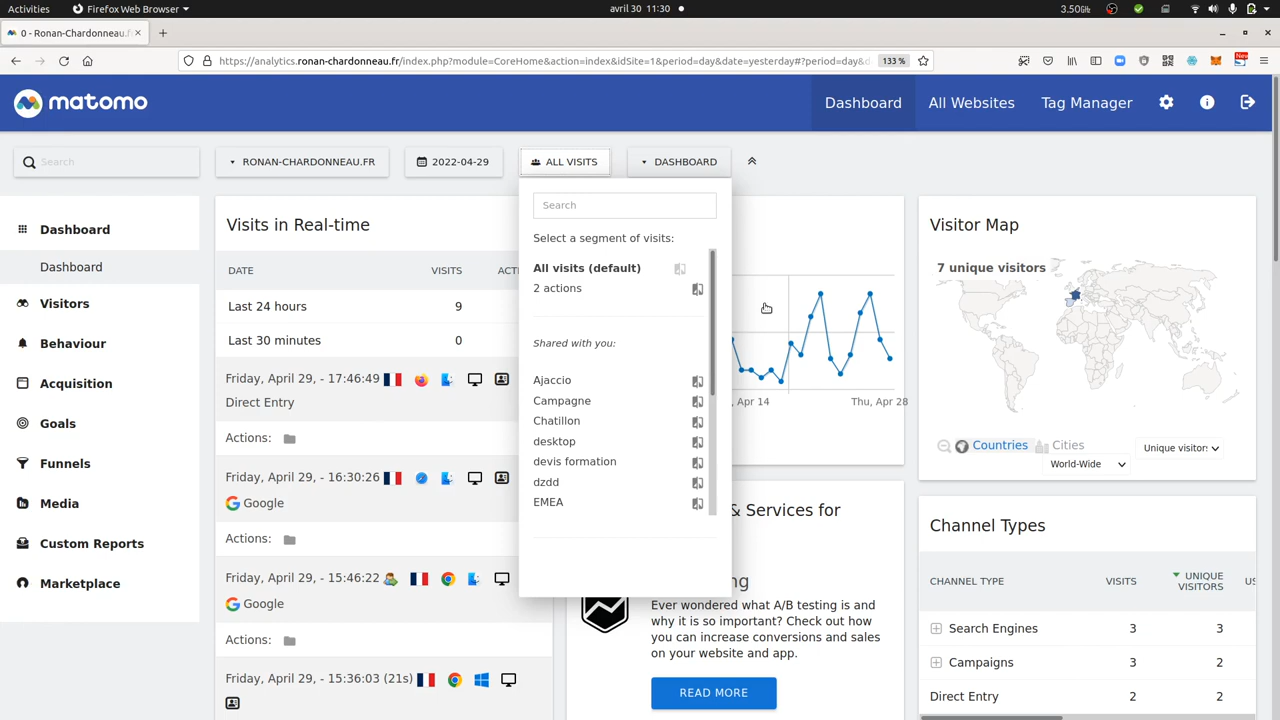 Activities
Firefox Web Browser
avril 30 11:30
3.50GHz
0 - Ronan-Chardonneau.f
https://analytics.ronan-chardonneau.fr/index.php?module=CoreHome&action=index&idSite=1&period=day&date=yesterday#?period=day&d
133 %
New
matomo
Dashboard
All Websites
Tag Manager
Search
RONAN-CHARDONNEAU.FR
2022-04-29
ALL VISITS
DASHBOARD
Dashboard
Dashboard
Visitors
Behaviour
Acquisition
Goals
Funnels
Media
Custom Reports
Marketplace
Visits in Real-time
DATE VISITS ACT
Last 24 hours 9
Last 30 minutes 0
Friday, April 29, - 17:46:49
Direct Entry
Actions:
Friday, April 29, - 16:30:26
Google
Actions:
Friday, April 29, - 15:46:22
Google
Actions:
Friday, April 29, - 15:36:03 (21s)
Search
Select a segment of visits:
All visits (default)
2 actions
Shared with you:
Ajaccio
Campagne
Chatillon
desktop
devis formation
dzdd
EMEA
, Apr 14
Thu, Apr 28
& Services for
ng
Ever wondered what A/B testing is and
why it is so important? Check out how
you can increase conversions and sales
on your website and app.
READ MORE
Visitor Map
7 unique visitors
Countries
Cities
Unique visitors
World-Wide
Channel Types
CHANNEL TYPE VISITS UNIQUE VISITORS US
Search Engines 3 3
Campaigns 3 2
Direct Entry 2 2